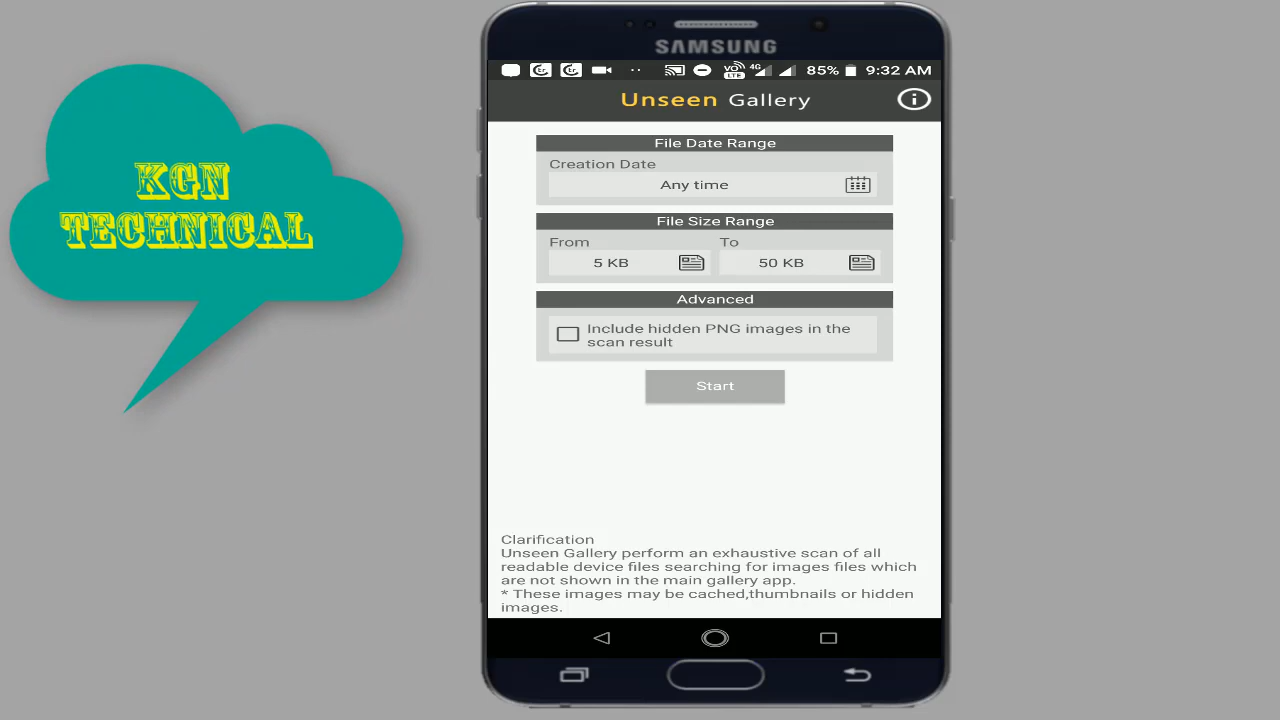 KGN
TECHNICAL
SAMSUNG
VO LTE 4G 85% 9:32 AM
Unseen Gallery
File Date Range
Creation Date
Any time
File Size Range
From To
5 KB 50 KB
Advanced
Include hidden PNG images in the
scan result
Start
Clarification
Unseen Gallery perform an exhaustive scan of all
readable device files searching for images files which
are not shown in the main gallery app.
* These images may be cached,thumbnails or hidden
images.